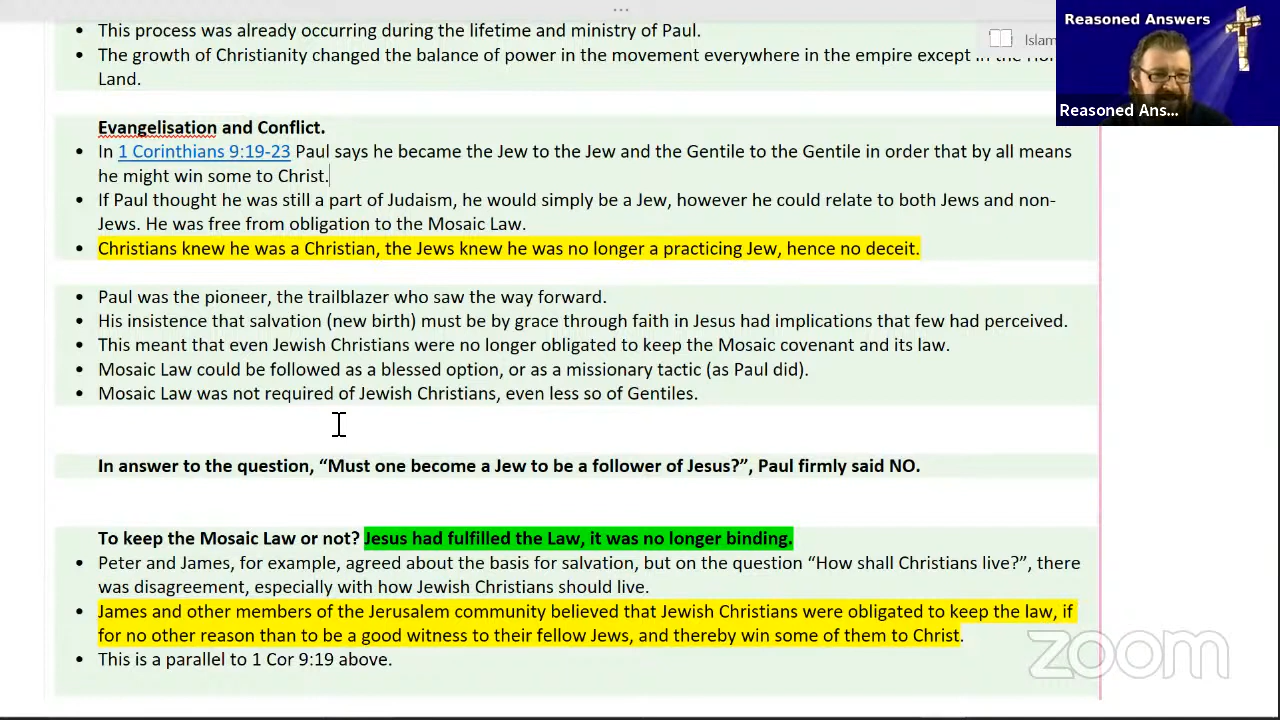 This process was already occurring during the lifetime and ministry of Paul.
The growth of Christianity changed the balance of power in the movement everywhere in the empire except in the
Land.
Islam
Reasoned Answers
Reasoned Ans...
Evangelisation and Conflict.
In 1 Corinthians 9:19-23 Paul says he became the Jew to the Jew and the Gentile to the Gentile in order that by all means
he might win some to Christ.
If Paul thought he was still a part of Judaism, he would simply be a Jew, however he could relate to both Jews and non-
Jews. He was free from obligation to the Mosaic Law.
Christians knew he was a Christian, the Jews knew he was no longer a practicing Jew, hence no deceit.
Paul was the pioneer, the trailblazer who saw the way forward.
His insistence that salvation (new birth) must be by grace through faith in Jesus had implications that few had perceived.
This meant that even Jewish Christians were no longer obligated to keep the Mosaic covenant and its law.
Mosaic Law could be followed as a blessed option, or as a missionary tactic (as Paul did).
Mosaic Law was not required of Jewish Christians, even less so of Gentiles.
In answer to the question, “Must one become a Jew to be a follower of Jesus?”, Paul firmly said NO.
To keep the Mosaic Law or not? Jesus had fulfilled the Law, it was no longer binding.
Peter and James, for example, agreed about the basis for salvation, but on the question “How shall Christians live?”, there
was disagreement, especially with how Jewish Christians should live.
James and other members of the Jerusalem community believed that Jewish Christians were obligated to keep the law, if
for no other reason than to be a good witness to their fellow Jews, and thereby win some of them to Christ.
This is a parallel to 1 Cor 9:19 above.
zoom